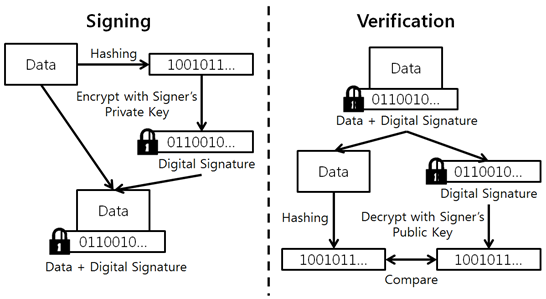 Signing
Data
Hashing
1001011...
Encrypt with Signer's
Private Key
0110010...
Digital Signature
Data
0110010...
Data + Digital Signature
Verification
Data
0110010...
Data + Digital Signature
Data
0110010...
Digital Signature
Hashing
Decrypt with Signer's
Public Key
1001011...
1001011...
Compare